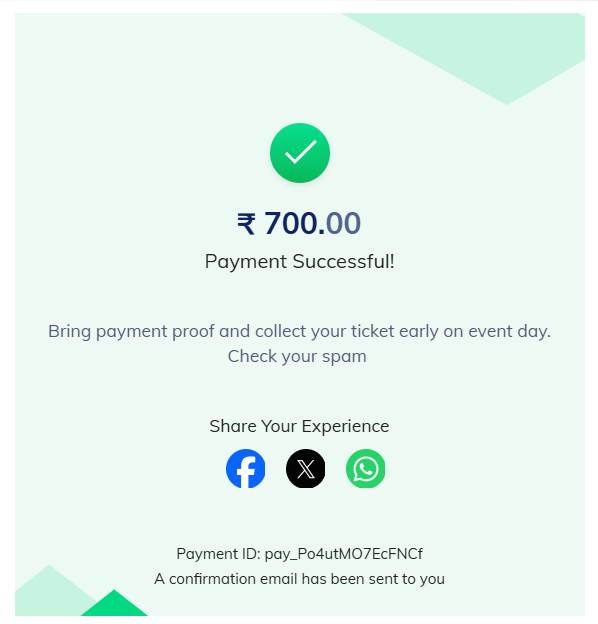 ₹ 700.00
Payment Successful!
Bring payment proof and collect your ticket early on event day.
Check your spam
Share Your Experience
Payment ID: pay_Po4utMO7EcFNCf
A confirmation email has been sent to you